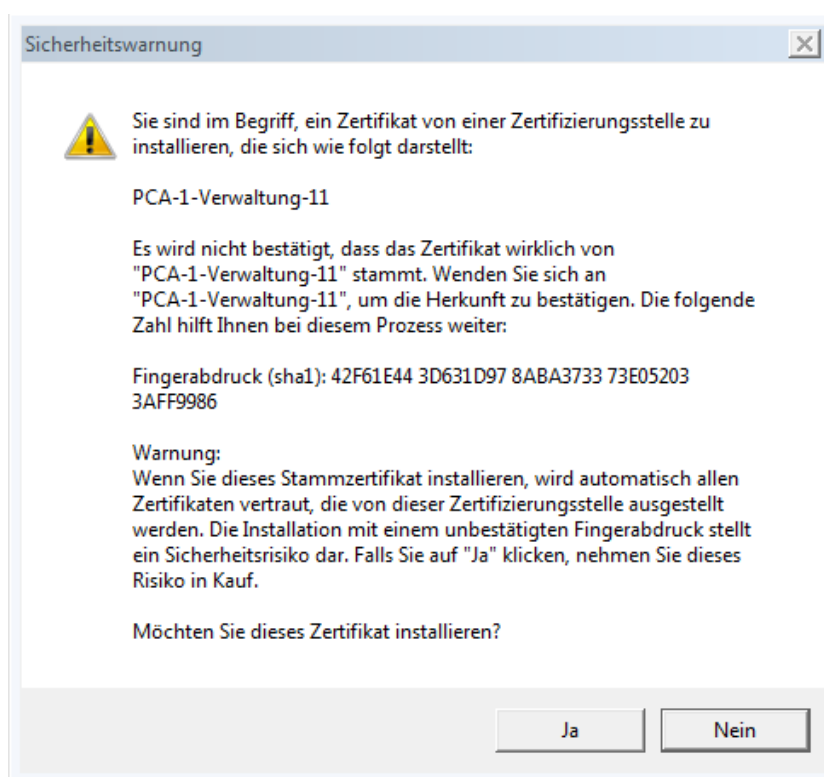 Sicherheitswarnung
Sie sind im Begriff, ein Zertifikat von einer Zertifizierungsstelle zu
installieren, die sich wie folgt darstellt:
PCA-1-Verwaltung-11
Es wird nicht bestätigt, dass das Zertifikat wirklich von
"PCA-1-Verwaltung-11" stammt. Wenden Sie sich an
"PCA-1-Verwaltung-11", um die Herkunft zu bestätigen. Die folgende
Zahl hilft Ihnen bei diesem Prozess weiter:
Fingerabdruck (sha1): 42F61E44 3D631D97 8ABA3733 73E05203
3AFF9986
Warnung:
Wenn Sie dieses Stammzertifikat installieren, wird automatisch allen
Zertifikaten vertraut, die von dieser Zertifizierungsstelle ausgestellt
werden. Die Installation mit einem unbestätigten Fingerabdruck stellt
ein Sicherheitsrisiko dar. Falls Sie auf "Ja" klicken, nehmen Sie dieses
Risiko in Kauf.
Möchten Sie dieses Zertifikat installieren?
Ja Nein